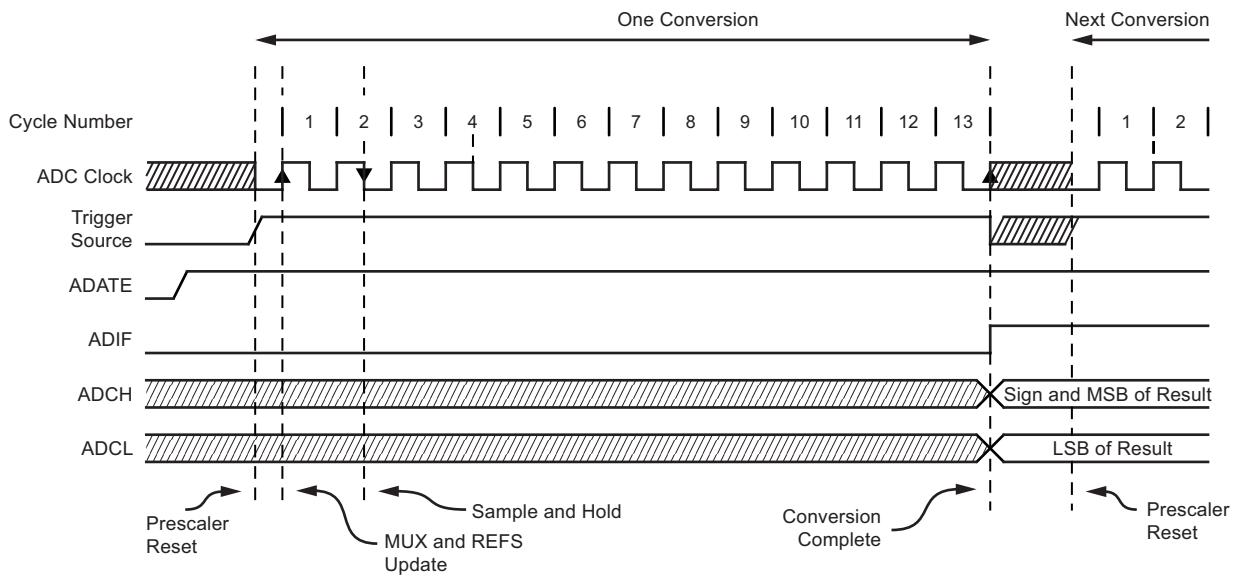 One Conversion
Next Conversion
Cycle Number
1 2 3 4 5 6 7 8 9 10 11 12 13 1 2
ADC Clock
Trigger
Source
ADATE
ADIF
ADCH
Sign and MSB of Result
ADCL
LSB of Result
Prescaler
Reset
MUX and REFS
Update
Sample and Hold
Conversion
Complete
Prescaler
Reset